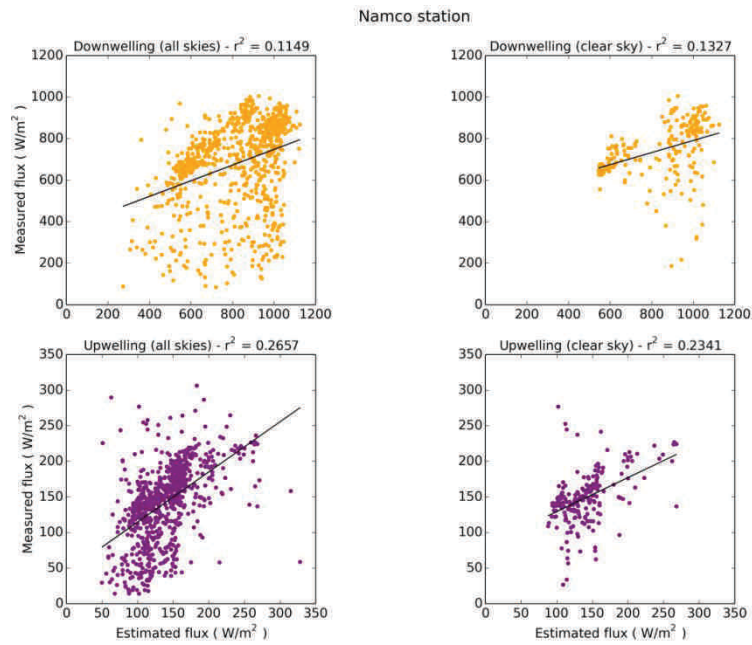 Namco station
Downwelling (all skies) - r² = 0.1149
Measured flux ( W/m² )
1200
1000
800
600
400
200
0
0 200 400 600 800 1000 1200
Downwelling (clear sky) - r² = 0.1327
1200
1000
800
600
400
200
0
0 200 400 600 800 1000 1200
Upwelling (all skies) - r² = 0.2657
Measured flux ( W/m² )
350
300
250
200
150
100
50
0
0 50 100 150 200 250 300 350
Estimated flux ( W/m² )
Upwelling (clear sky) - r² = 0.2341
350
300
250
200
150
100
50
0
0 50 100 150 200 250 300 350
Estimated flux ( W/m² )